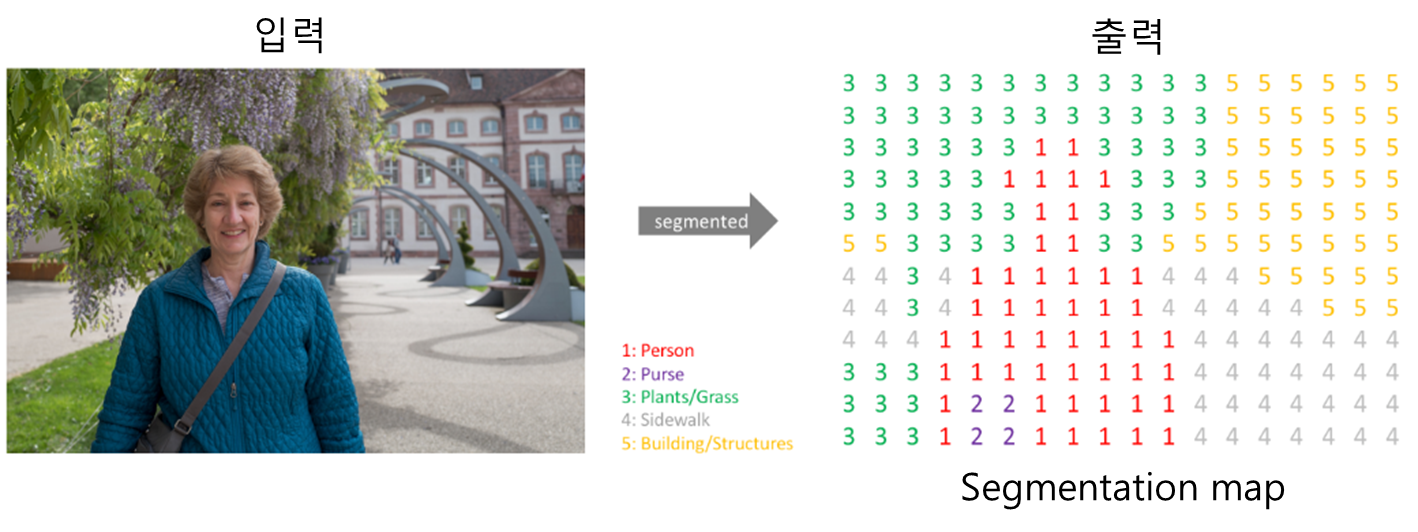 입력
출력
3 3 3 3 3 3 3 3 3 3 3 3 5 5 5 5 5 5
3 3 3 3 3 3 3 3 3 3 3 3 5 5 5 5 5 5
3 3 3 3 3 3 1 1 3 3 3 3 5 5 5 5 5 5
3 3 3 3 3 1 1 1 1 3 3 3 5 5 5 5 5 5
3 3 3 3 3 3 1 1 3 3 3 5 5 5 5 5 5 5
5 5 3 3 3 3 1 1 3 3 5 5 5 5 5 5 5 5
4 4 3 4 1 1 1 1 1 1 4 4 4 5 5 5 5 5
4 4 3 4 1 1 1 1 1 1 4 4 4 4 4 5 5 5
4 4 4 1 1 1 1 1 1 1 1 4 4 4 4 4 4 4
3 3 3 1 1 1 1 1 1 1 1 4 4 4 4 4 4 4
3 3 3 1 2 2 1 1 1 1 1 4 4 4 4 4 4 4
3 3 3 1 2 2 1 1 1 1 1 4 4 4 4 4 4 4
segmented
1: Person
2: Purse
3: Plants/Grass
4: Sidewalk
5: Building/Structures
Segmentation map